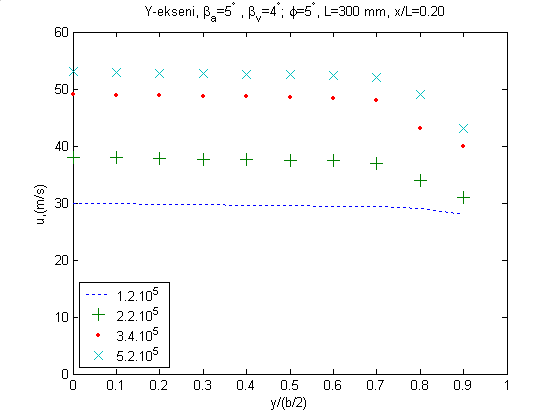 Y-ekseni, βa=5°, βv=4°; ϕ=5°, L=300 mm, x/L=0.20
60
50
40
30
20
10
0
u,(m/s)
1.2.10^5
2.2.10^5
3.4.10^5
5.2.10^5
0 0.1 0.2 0.3 0.4 0.5 0.6 0.7 0.8 0.9 1
y/(b/2)